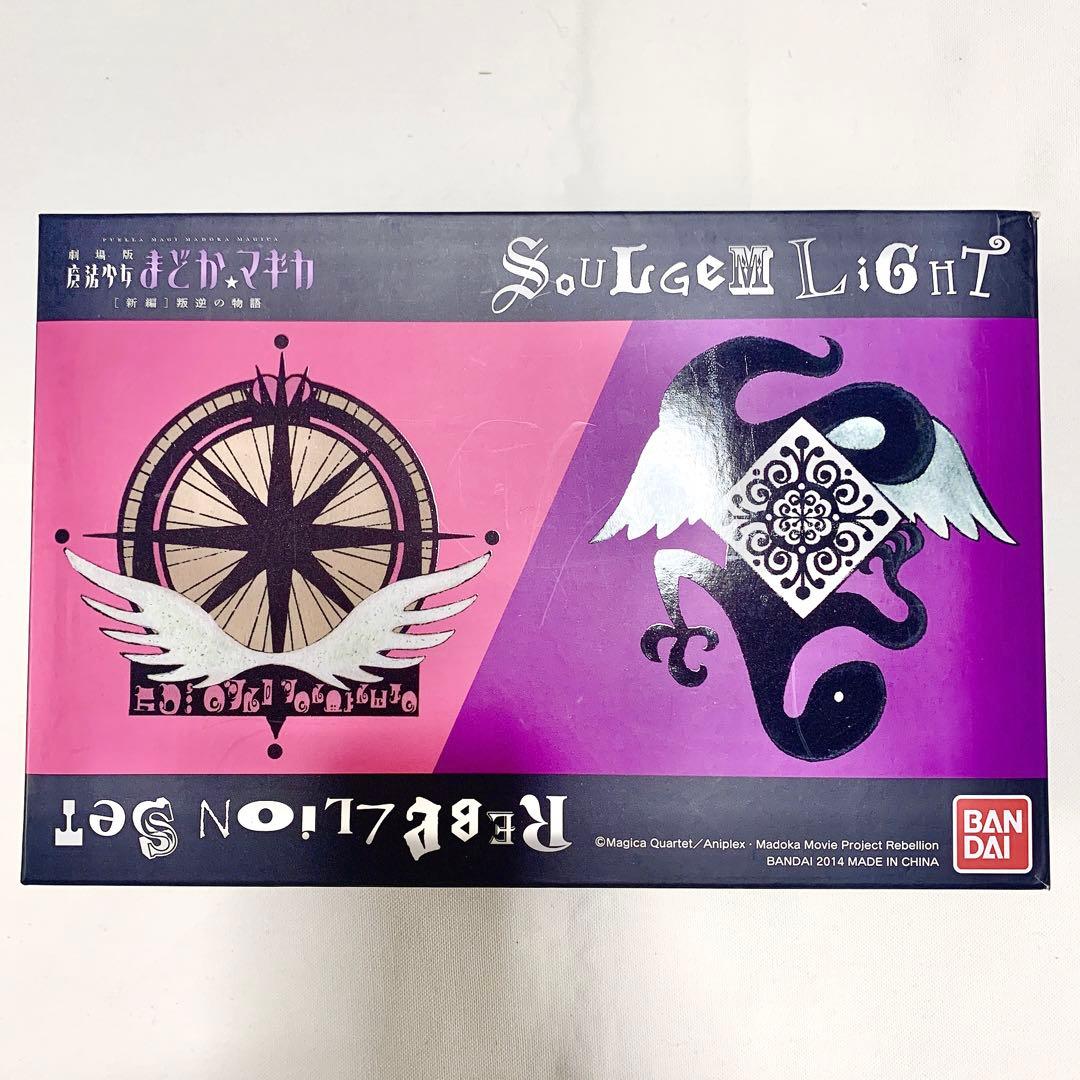 PUELLA MAGI MADOKA MAGICA
劇場版
魔法少女まどか★マギカ
[新編]叛逆の物語
SOULGEM LiGHT
REBELLiON SET
©Magica Quartet／Aniplex・Madoka Movie Project Rebellion
BANDAI 2014 MADE IN CHINA
BAN
DAI